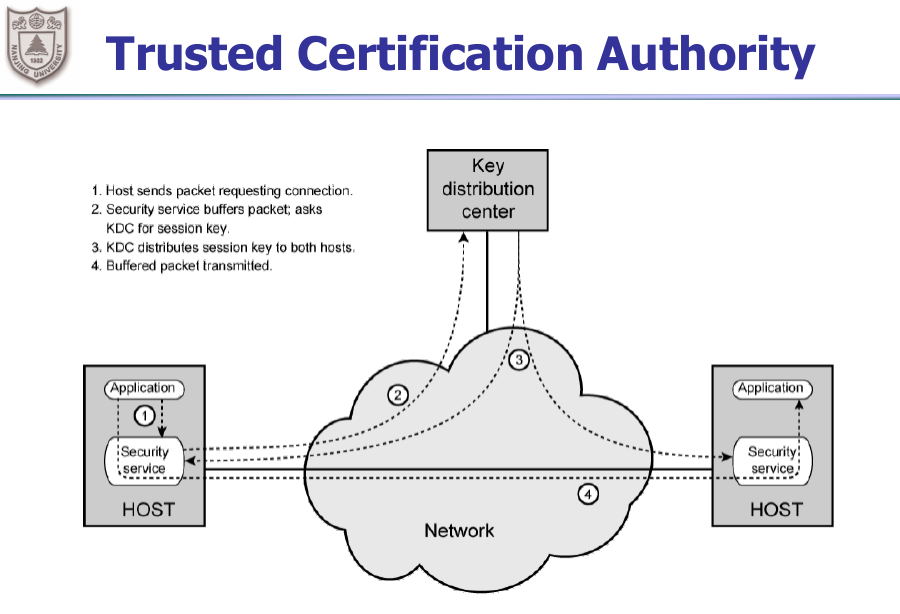 NANJING UNIVERSITY
1902
Trusted Certification Authority
1. Host sends packet requesting connection.
2. Security service buffers packet; asks
KDC for session key.
3. KDC distributes session key to both hosts.
4. Buffered packet transmitted.
Key
distribution
center
3
2
Application
1
Security
service
HOST
Application
Security
service
HOST
4
Network